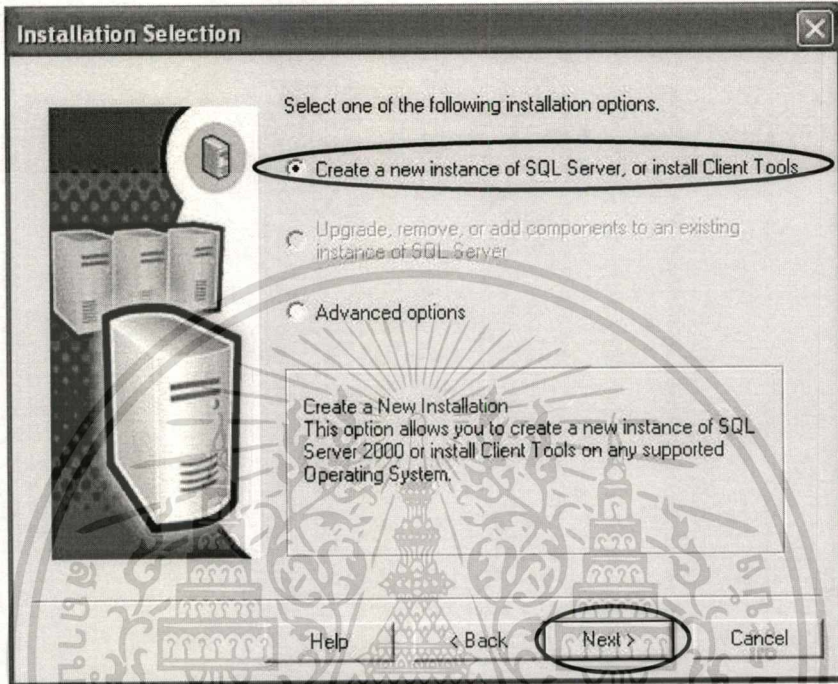 Installation Selection
Select one of the following installation options.
Create a new instance of SQL Server, or install Client Tools
Upgrade, remove, or add components to an existing
instance of SQL Server
Advanced options
Create a New Installation
This option allows you to create a new instance of SQL
Server 2000 or install Client Tools on any supported
Operating System.
Help
< Back
Next >
Cancel